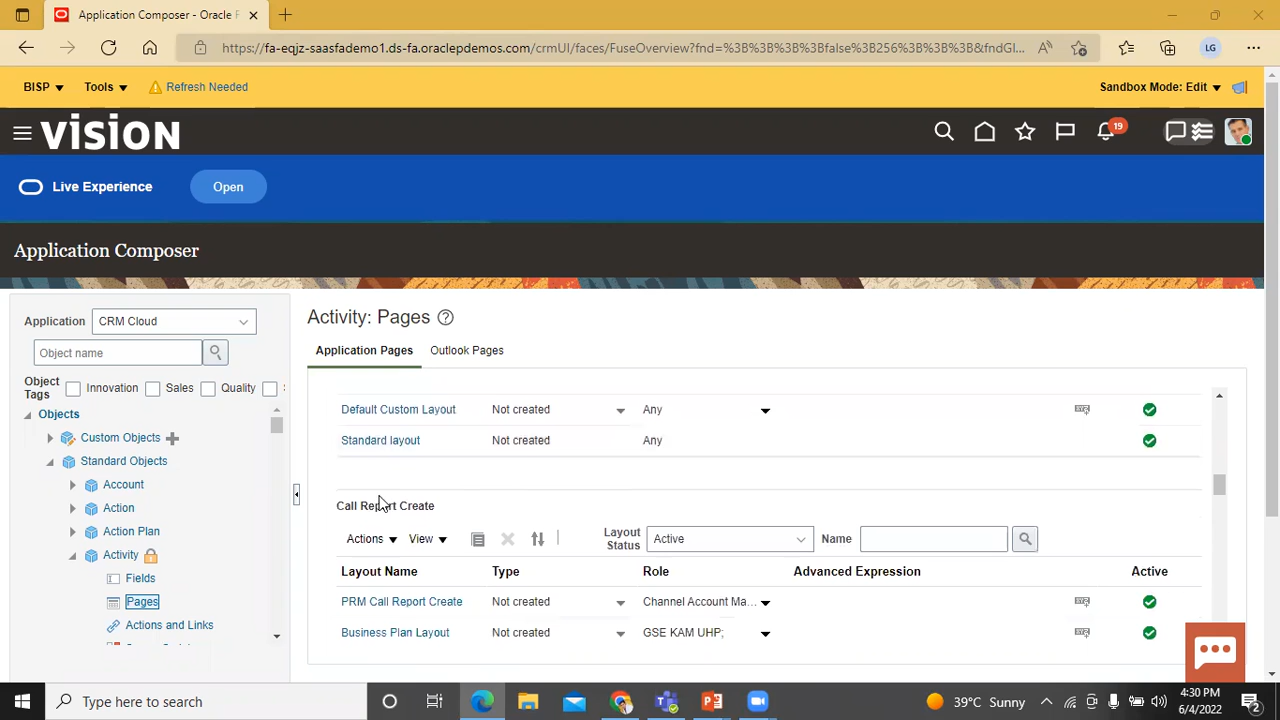 Application Composer - Oracle F
https://fa-eqjz-saasfademo1.ds-fa.oraclepdemos.com/crmUI/faces/FuseOverview?fnd=%3B%3B%3B%3Bfalse%3B256%3B%3B%3B&fndGl...
LG
BISP
Tools
Refresh Needed
Sandbox Mode: Edit
VISION
19
Live Experience
Open
Application Composer
Application
CRM Cloud
Object name
Object Tags
Innovation
Sales
Quality
Objects
Custom Objects
Standard Objects
Account
Action
Action Plan
Activity
Fields
Pages
Actions and Links
Activity: Pages
Application Pages
Outlook Pages
Default Custom Layout Not created Any
Standard layout Not created Any
Call Report Create
Actions View Layout Status Active Name
Layout Name Type Role Advanced Expression Active
PRM Call Report Create Not created Channel Account Ma...
Business Plan Layout Not created GSE KAM UHP;
Type here to search
39°C Sunny
4:30 PM
6/4/2022
2